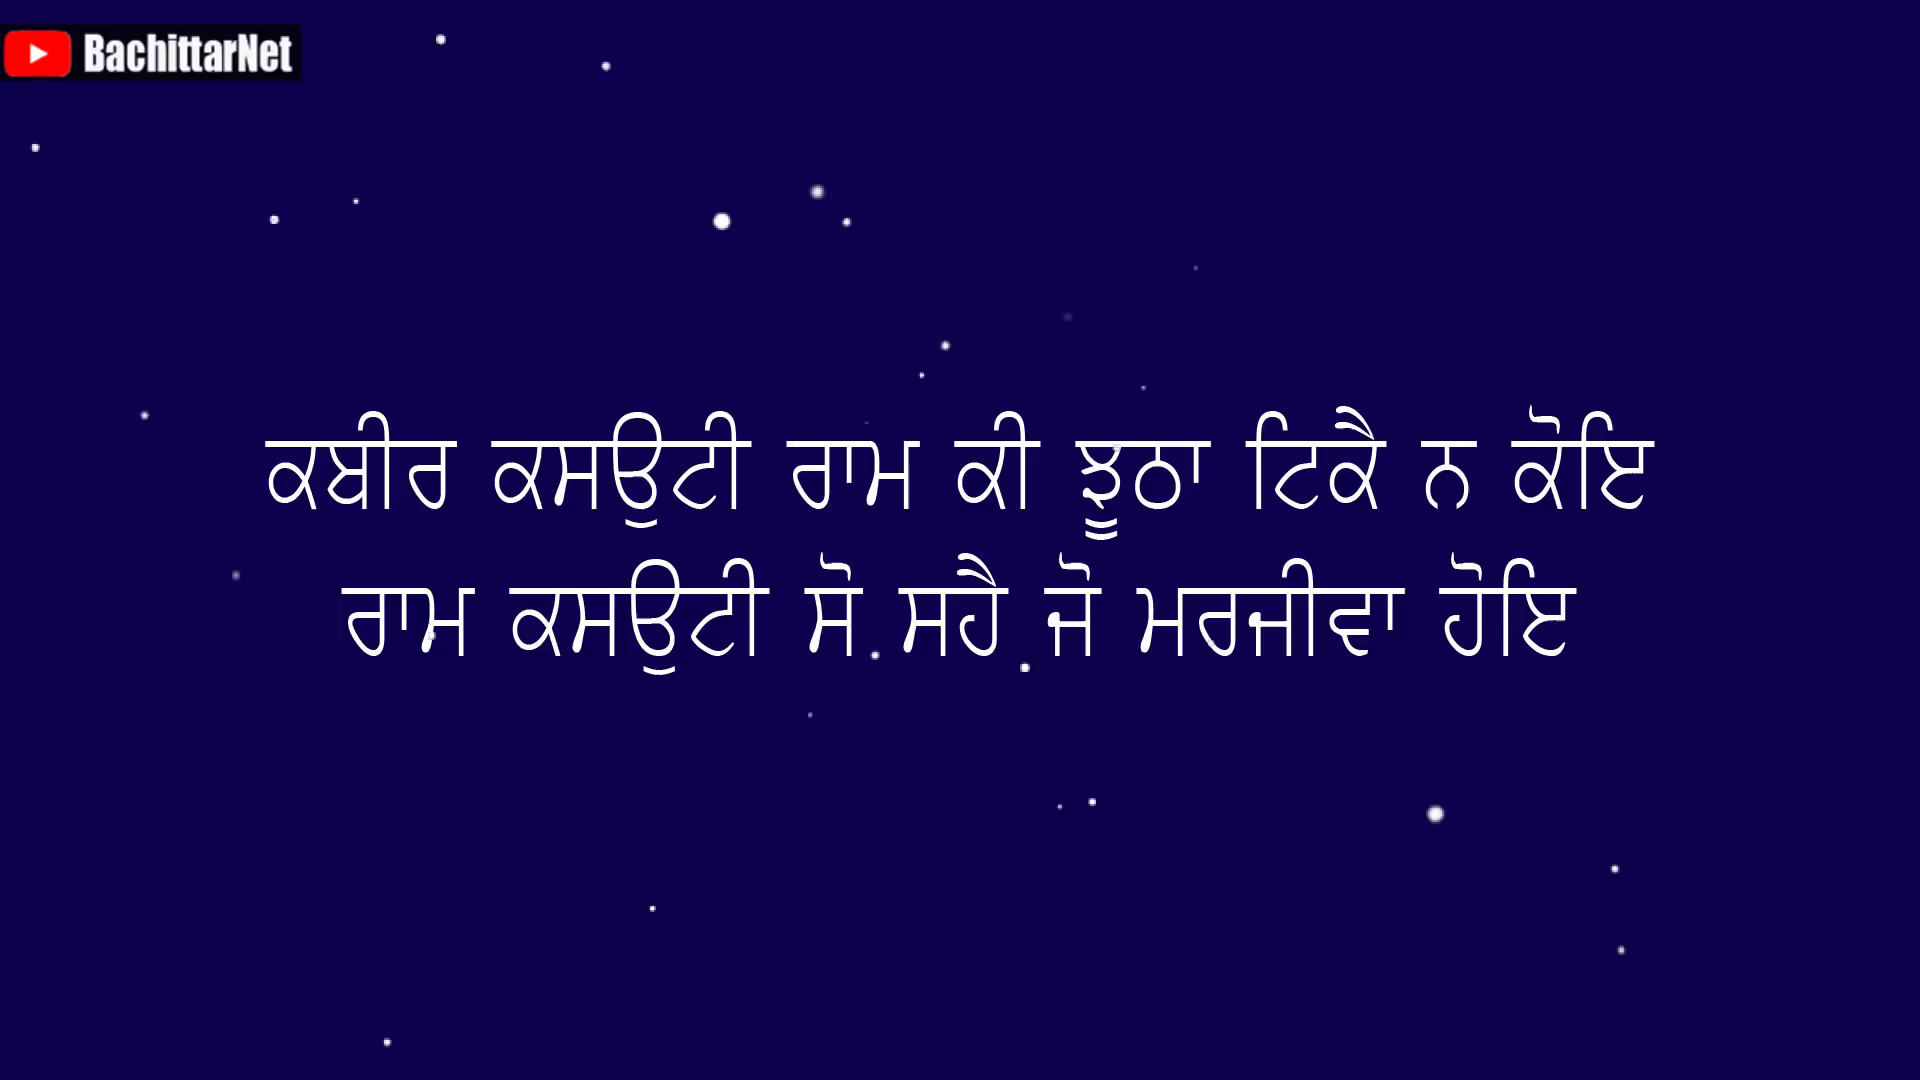 BachittarNet
ਕਬੀਰ ਕਸਉਟੀ ਰਾਮ ਕੀ ਝੂਠਾ ਟਿਕੈ ਨ ਕੋਇ
ਰਾਮ ਕਸਉਟੀ ਸੋ ਸਹੈ ਜੋ ਮਰਜੀਵਾ ਹੋਇ